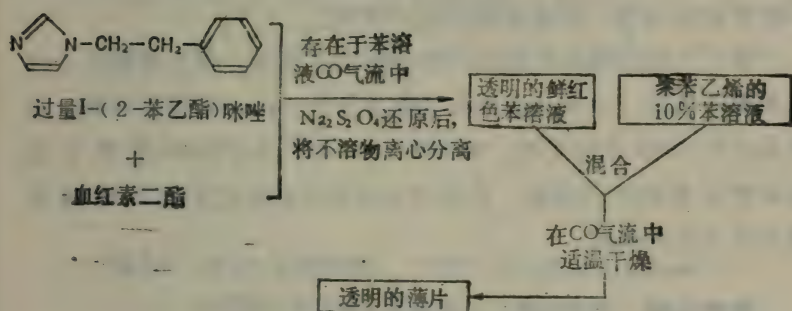 N N-CH₂-CH₂-
过量1-(2-苯乙酯)咪唑
+
血红素二酯
存在于苯溶
液CO气流中
Na₂S₂O₄还原后,
将不溶物离心分离
透明的鲜红
色苯溶液
聚苯乙烯的
10%苯溶液
混合
在CO气流中
适温干燥
透明的薄片